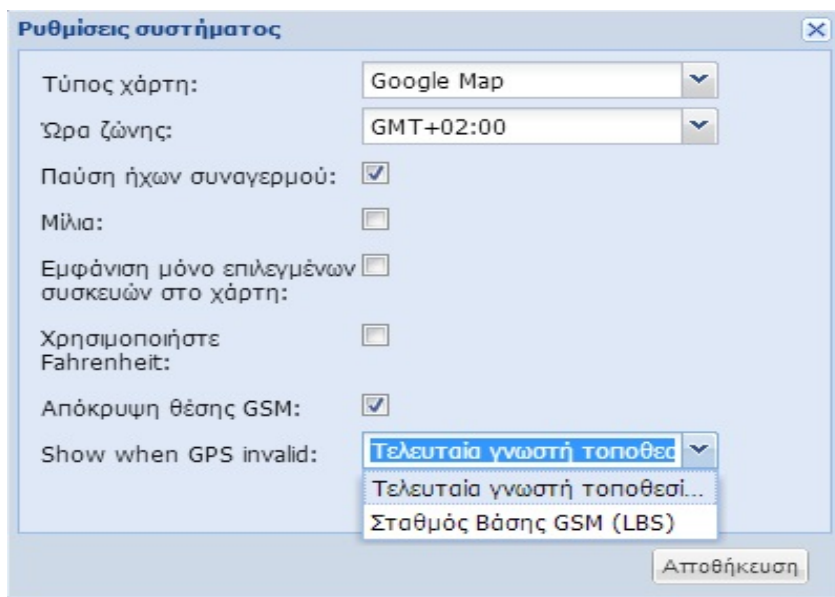 Ρυθμίσεις συστήματος
Τύπος χάρτη: Google Map
Ώρα ζώνης: GMT+02:00
Παύση ήχων συναγερμού:
Μίλια:
Εμφάνιση μόνο επιλεγμένων
συσκευών στο χάρτη:
Χρησιμοποιήστε
Fahrenheit:
Απόκρυψη θέσης GSM:
Show when GPS invalid: Τελευταία γνωστή τοποθεσ
Τελευταία γνωστή τοποθεσί...
Σταθμός Βάσης GSM (LBS)
Αποθήκευση